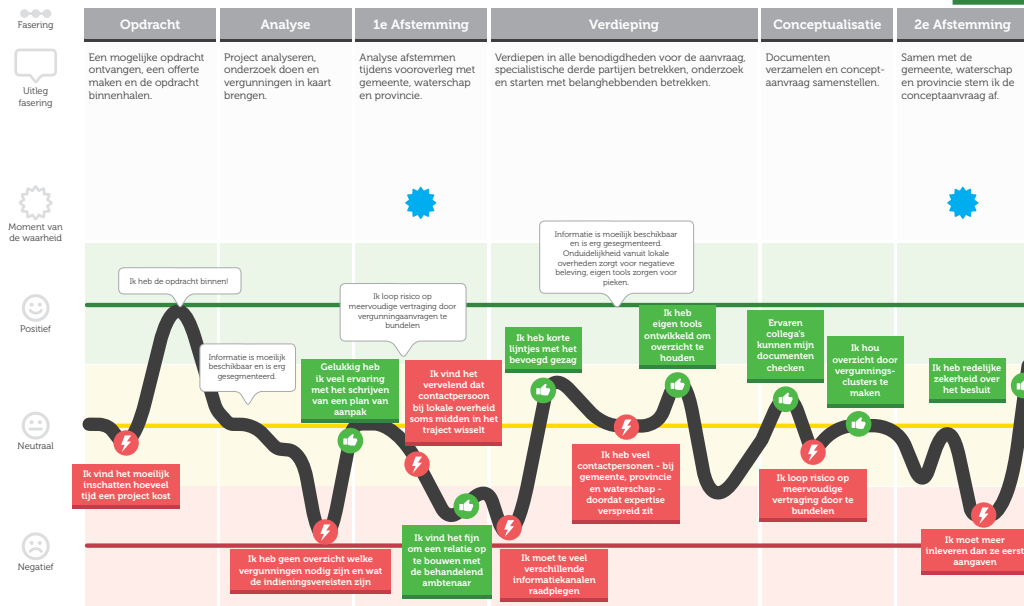 Fasering
Opdracht
Analyse
1e Afstemming
Verdieping
Conceptualisatie
2e Afstemming
Uitleg
fasering
Een mogelijke opdracht
ontvangen, een offerte
maken en de opdracht
binnenhalen.
Project analyseren,
onderzoek doen en
vergunningen in kaart
brengen.
Analyse afstemmen
tijdens vooroverleg met
gemeente, waterschap
en provincie.
Verdiepen in alle benodigdheden voor de aanvraag,
specialistische derde partijen betrekken, onderzoek
en starten met belanghebbenden betrekken.
Documenten
verzamelen en concept-
aanvraag samenstellen.
Samen met de
gemeente, waterschap
en provincie stem ik de
conceptaanvraag af.
Moment van
de waarheid
Positief
Neutraal
Negatief
Ik heb de opdracht binnen!
Informatie is moeilijk
beschikbaar en is erg
gesegmenteerd.
Ik loop risico op
meervoudige vertraging door
vergunningaanvragen te
bundelen
Informatie is moeilijk beschikbaar
en is erg gesegmenteerd.
Onduidelijkheid vanuit lokale
overheden zorgt voor negatieve
beleving, eigen tools zorgen voor
pieken.
Ik vind het moeilijk
inschatten hoeveel
tijd een project kost
Gelukkig heb
ik veel ervaring
met het schrijven
van een plan van
aanpak
Ik heb geen overzicht welke
vergunningen nodig zijn en wat
de indieningsvereisten zijn
Ik vind het
vervelend dat
contactpersoon
bij lokale overheid
soms midden in het
traject wisselt
Ik vind het fijn
om een relatie op
te bouwen met
de behandelend
ambtenaar
Ik heb korte
lijntjes met het
bevoegd gezag
Ik moet te veel
verschillende
informatiekanalen
raadplegen
Ik heb veel
contactpersonen - bij
gemeente, provincie
en waterschap -
doordat expertise
verspreid zit
Ik heb
eigen tools
ontwikkeld om
overzicht te
houden
Ervaren
collega's
kunnen mijn
documenten
checken
Ik loop risico op
meervoudige
vertraging door te
bundelen
Ik hou
overzicht door
vergunnings-
clusters te
maken
Ik heb redelijke
zekerheid over
het besluit
Ik moet meer
inleveren dan ze eerst
aangaven